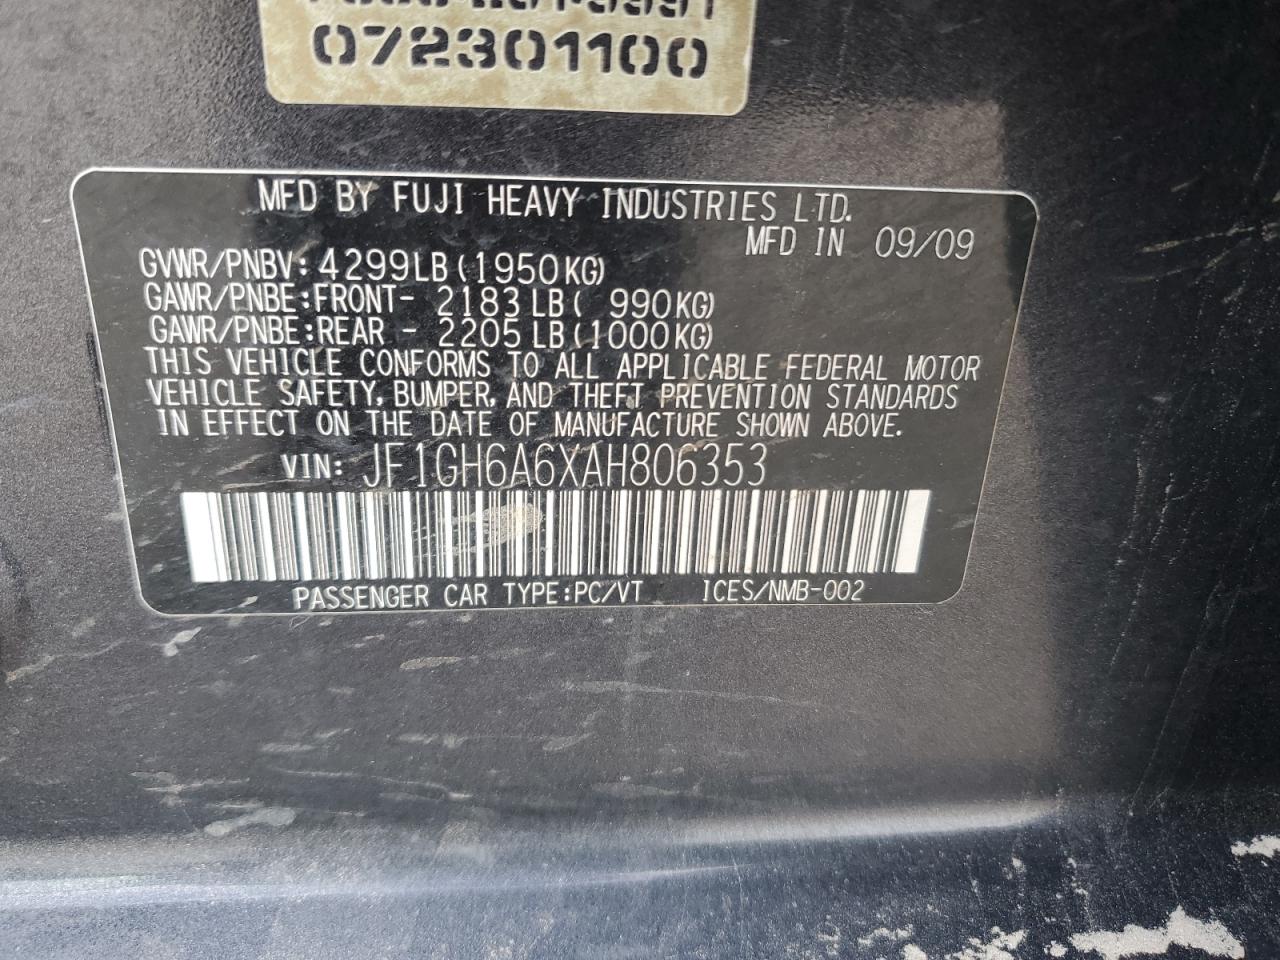 072301100
MFD BY FUJI HEAVY INDUSTRIES LTD.
MFD IN 09/09
GVWR/PNBV: 4299LB (1950KG)
GAWR/PNBE:FRONT- 2183LB ( 990KG)
GAWR/PNBE:REAR - 2205LB (1000KG)
THIS VEHICLE CONFORMS TO ALL APPLICABLE FEDERAL MOTOR
VEHICLE SAFETY, BUMPER, AND THEFT PREVENTION STANDARDS
IN EFFECT ON THE DATE OF MANUFACTURE SHOWN ABOVE.
VIN: JF1GH6A6XAH806353
PASSENGER CAR TYPE:PC/VT ICES/NMB-002